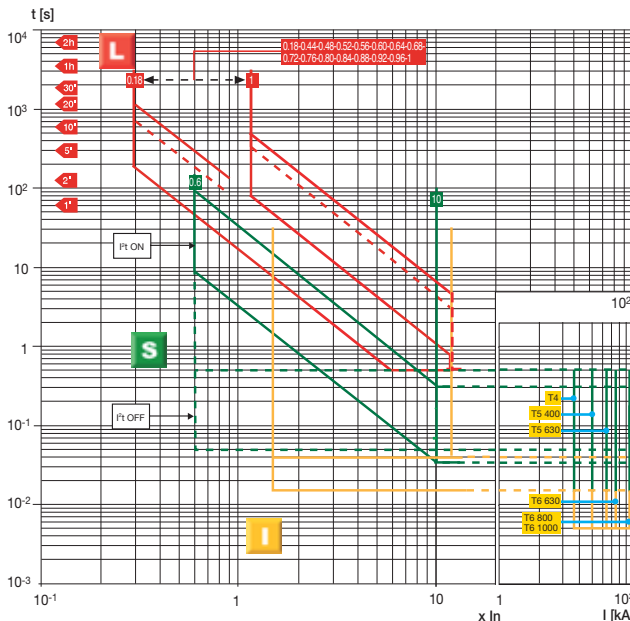 t [s]
10⁴
2h
L
0.18-0.44-0.48-0.52-0.56-0.60-0.64-0.68-
0.72-0.76-0.80-0.84-0.88-0.92-0.96-1
1h
0.18
1
30'
20'
10³
10'
5'
2'
10²
0.6
10
1'
I²t ON
10
10²
1
S
T4
T5 400
10⁻¹
I²t OFF
T5 630
10⁻²
T6 630
T6 800
T6 1000
I
10⁻³
10⁻¹
1
10
x In
1
I [kA